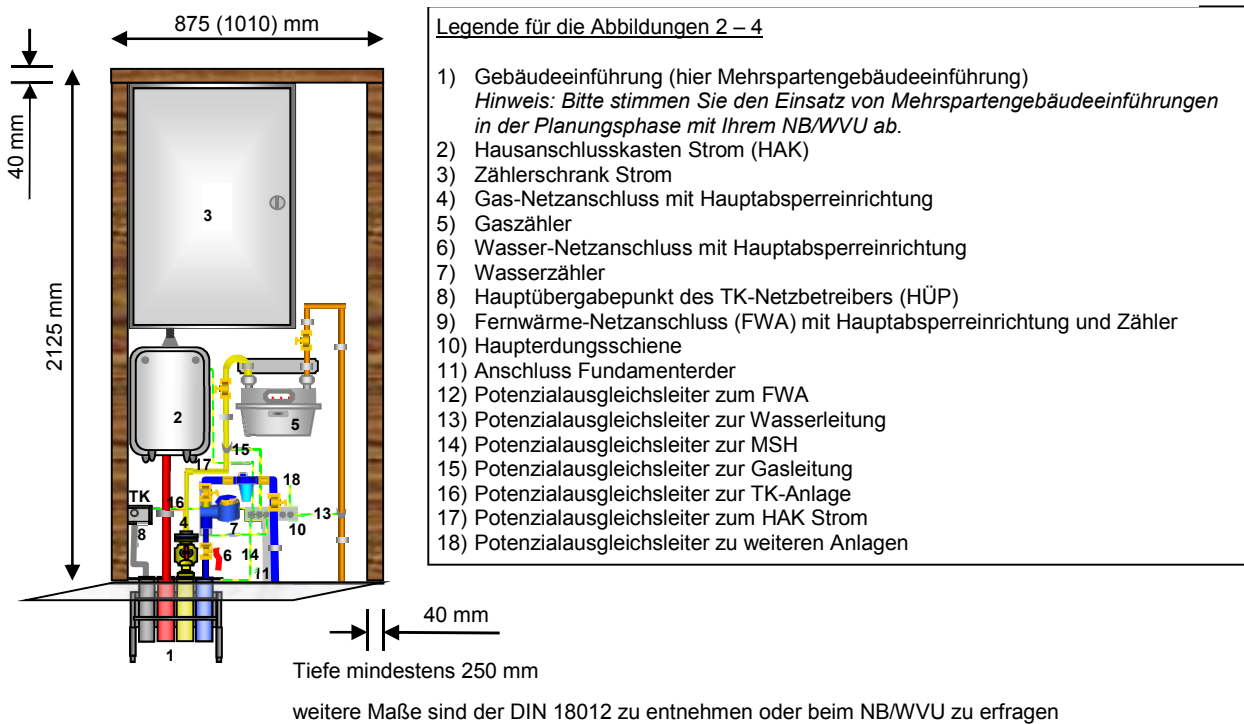 875 (1010) mm
40 mm
2125 mm
3
2
5
15
17
18
TK
16
13
4
8
7
10
6
14
11
1
40 mm
Tiefe mindestens 250 mm
weitere Maße sind der DIN 18012 zu entnehmen oder beim NB/WVU zu erfragen
Legende für die Abbildungen 2 – 4
1) Gebäudeeinführung (hier Mehrspartengebäudeeinführung)
Hinweis: Bitte stimmen Sie den Einsatz von Mehrspartengebäudeeinführungen
in der Planungsphase mit Ihrem NB/WVU ab.
2) Hausanschlusskasten Strom (HAK)
3) Zählerschrank Strom
4) Gas-Netzanschluss mit Hauptabsperreinrichtung
5) Gaszähler
6) Wasser-Netzanschluss mit Hauptabsperreinrichtung
7) Wasserzähler
8) Hauptübergabepunkt des TK-Netzbetreibers (HÜP)
9) Fernwärme-Netzanschluss (FWA) mit Hauptabsperreinrichtung und Zähler
10) Haupterdungsschiene
11) Anschluss Fundamenterder
12) Potenzialausgleichsleiter zum FWA
13) Potenzialausgleichsleiter zur Wasserleitung
14) Potenzialausgleichsleiter zur MSH
15) Potenzialausgleichsleiter zur Gasleitung
16) Potenzialausgleichsleiter zur TK-Anlage
17) Potenzialausgleichsleiter zum HAK Strom
18) Potenzialausgleichsleiter zu weiteren Anlagen